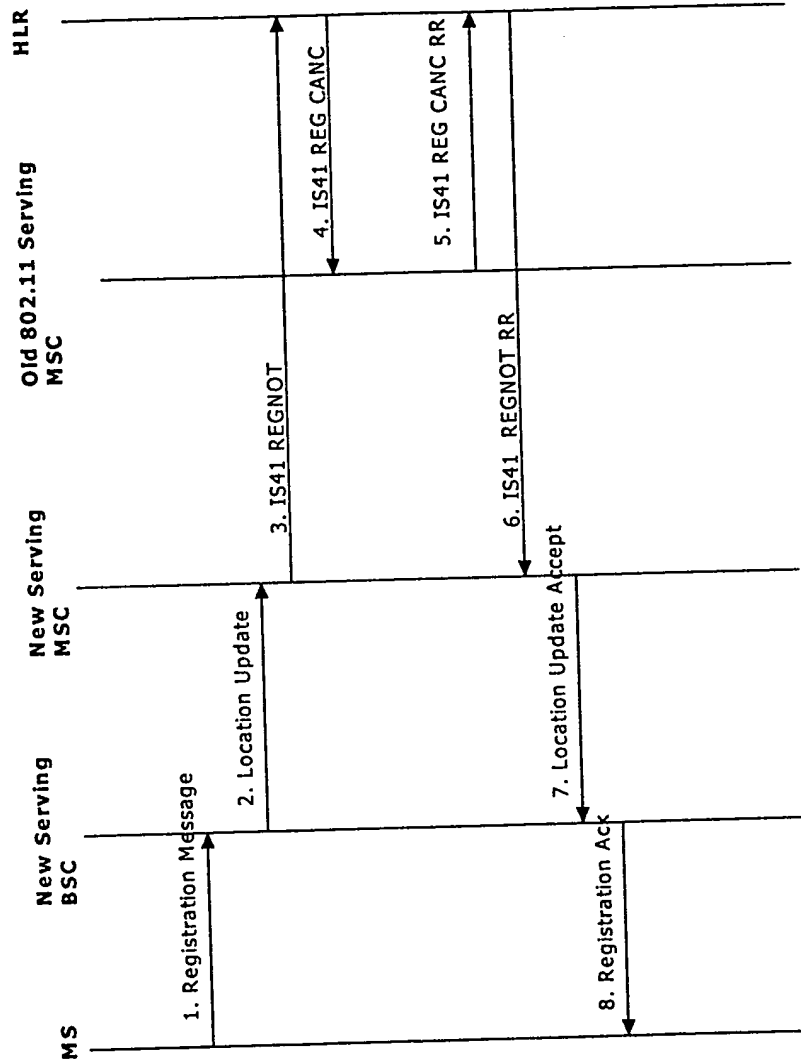 MS
New Serving
BSC
New Serving
MSC
Old 802.11 Serving
MSC
HLR
1. Registration Message
2. Location Update
3. IS41 REGNOT
4. IS41 REG CANC
5. IS41 REG CANC RR
6. IS41 REGNOT RR
7. Location Update Accept
8. Registration Ack